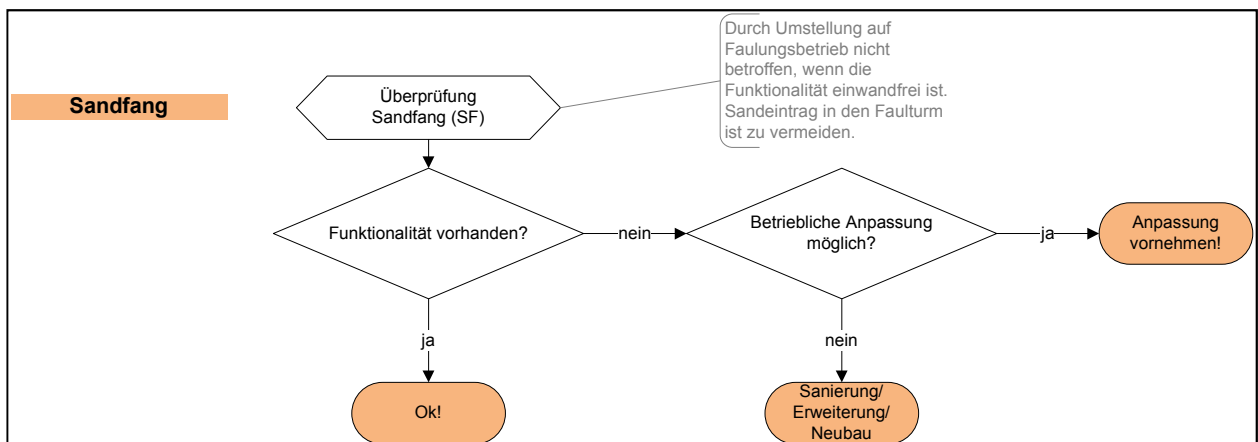 Durch Umstellung auf
Faulungsbetrieb nicht
betroffen, wenn die
Funktionalität einwandfrei ist.
Sandeintrag in den Faulturm
ist zu vermeiden.
Sandfang
Überprüfung
Sandfang (SF)
Funktionalität vorhanden?
nein
Betriebliche Anpassung
möglich?
ja
Anpassung
vornehmen!
ja
nein
Ok!
Sanierung/
Erweiterung/
Neubau